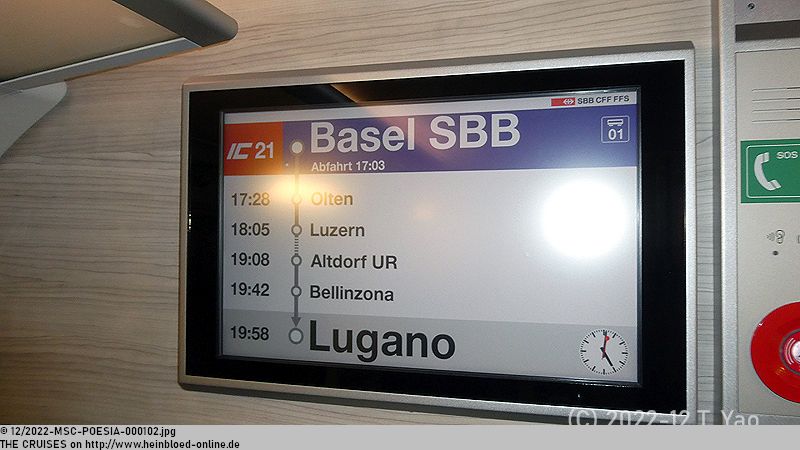 SBB CFF FFS
IC 21
Basel SBB
01
Abfahrt 17:03
17:28 Olten
18:05 Luzern
19:08 Altdorf UR
19:42 Bellinzona
19:58 Lugano
SOS
(C) 2022-12 T. Yao
© 12/2022-MSC-POESIA-000102.jpg
THE CRUISES on http://www.heinbloed-online.de